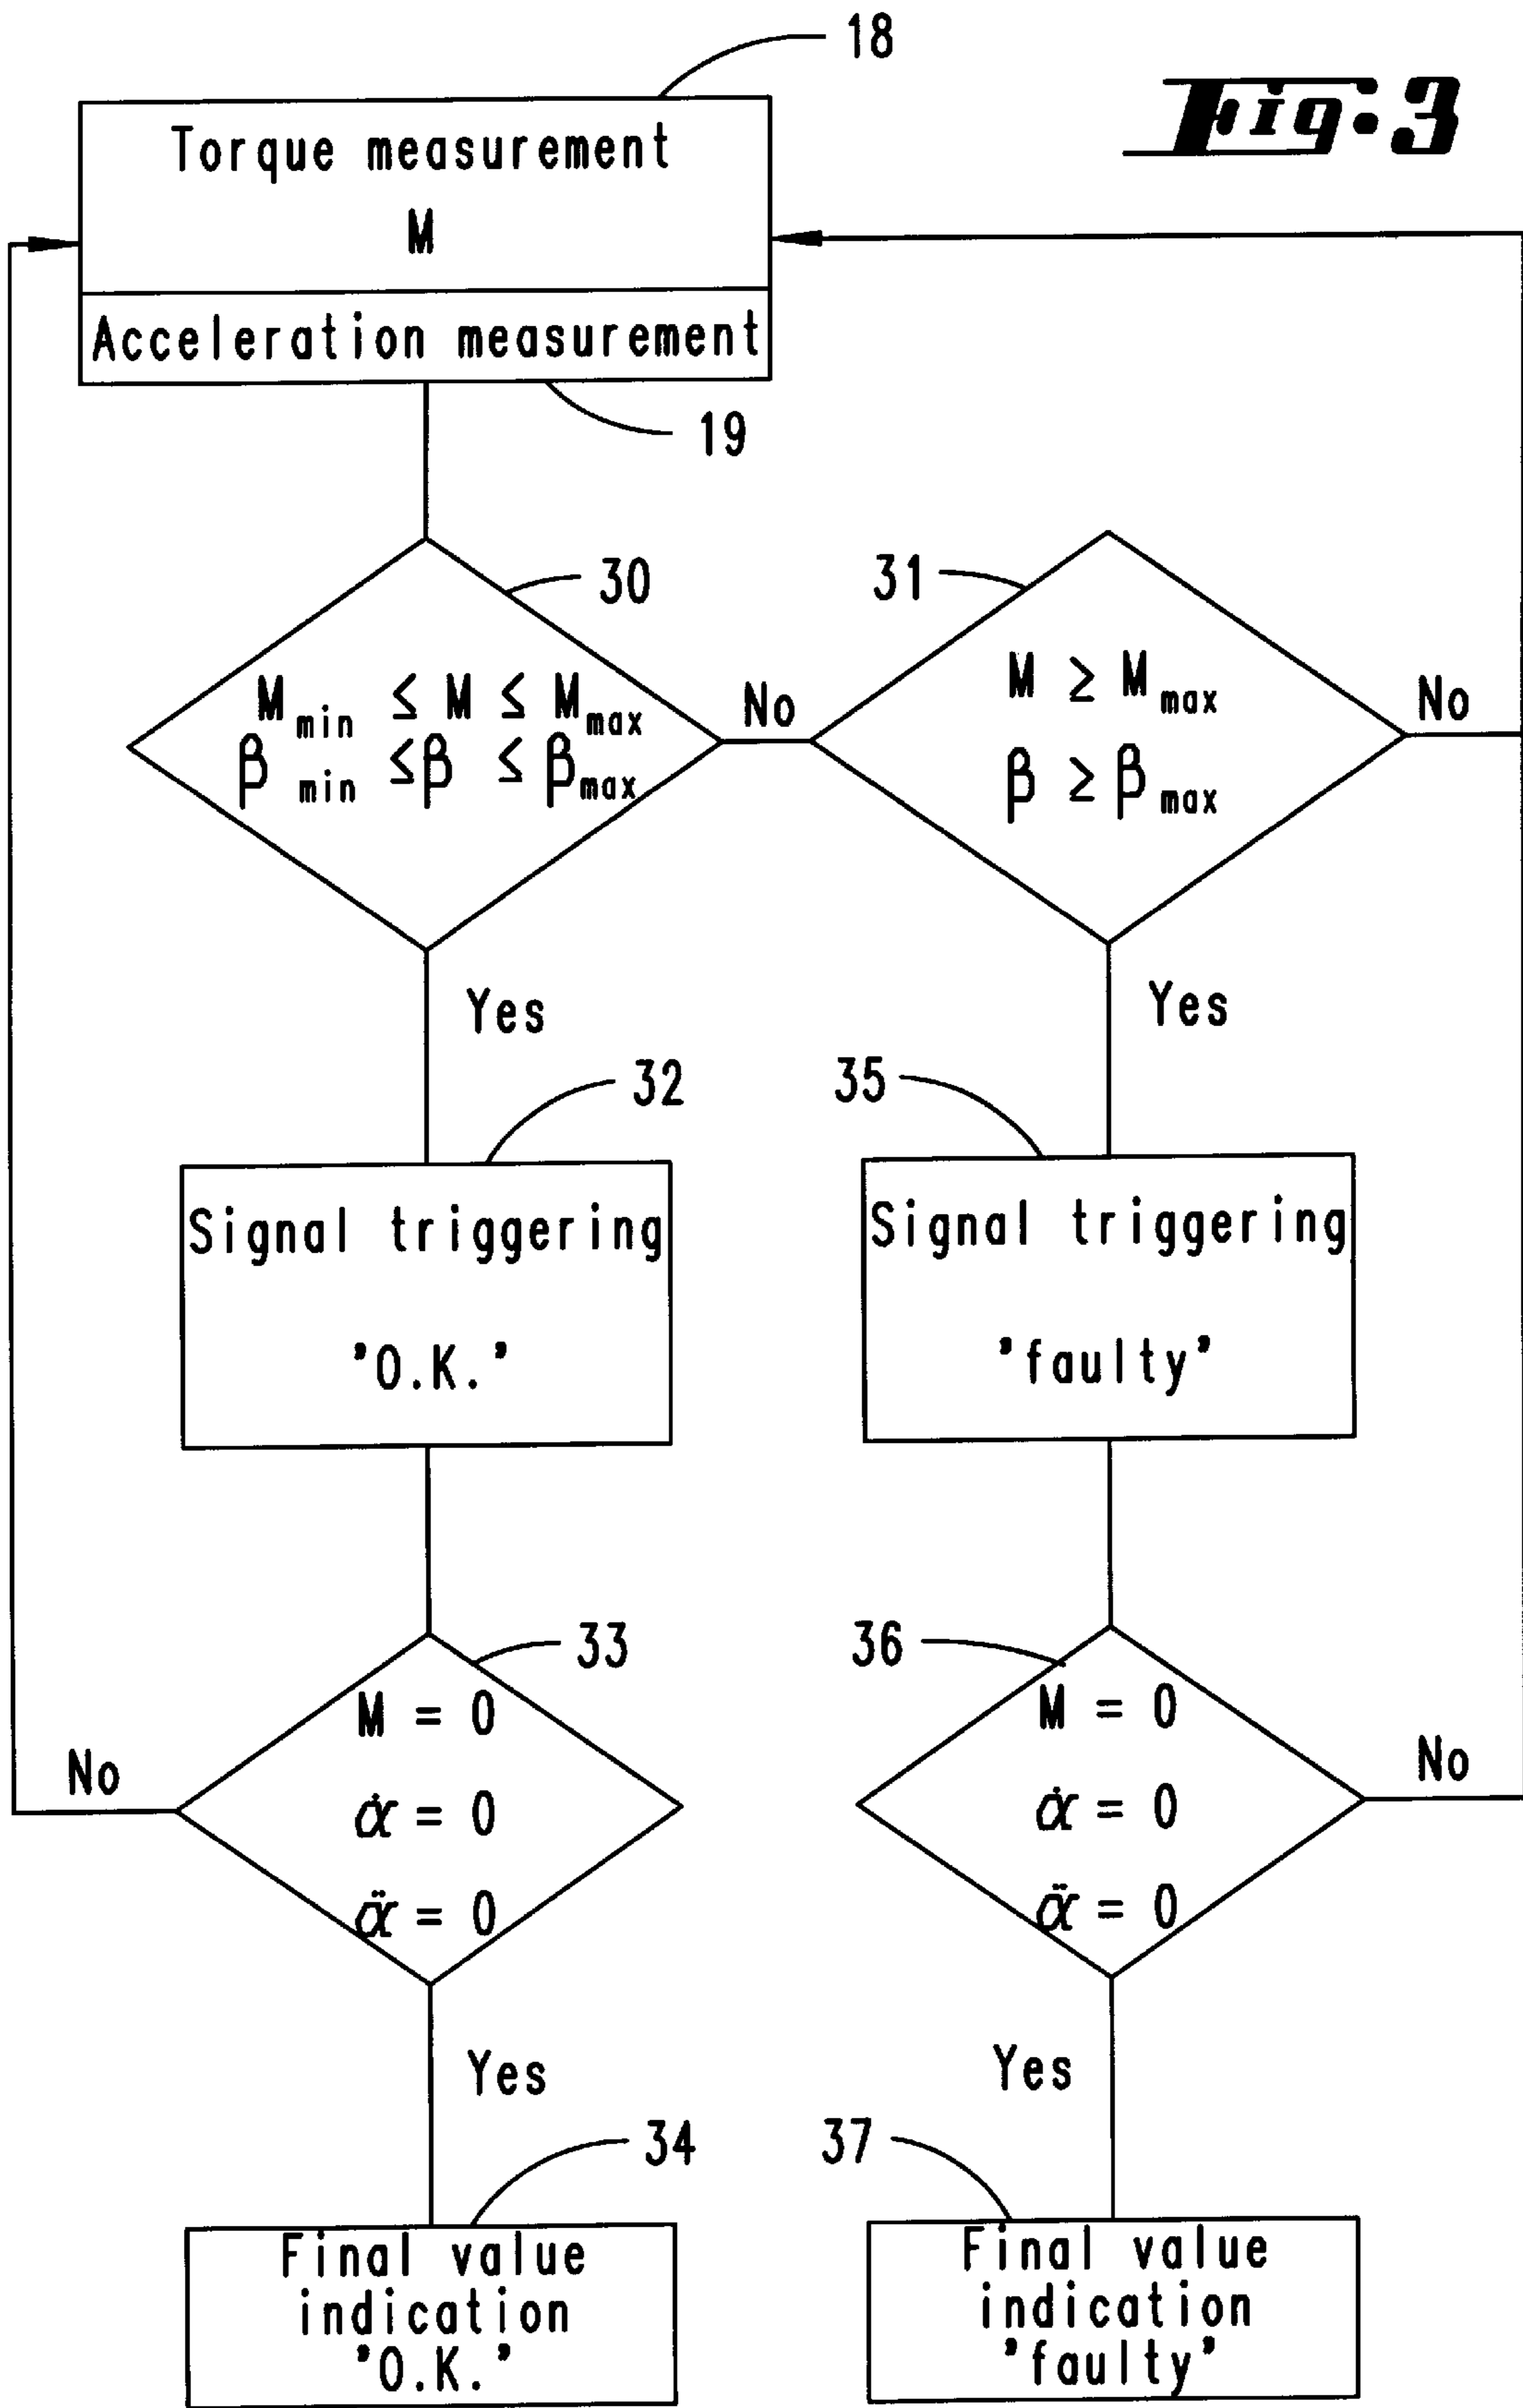 18
Fig. 3
Torque measurement
M
Acceleration measurement
19
30
31
M min ≤ M ≤ M max
β min ≤ β ≤ β max
No
M ≥ M max
β ≥ β max
No
Yes
Yes
32
35
Signal triggering
"O.K."
Signal triggering
"faulty"
33
36
M = 0
α̇ = 0
α̈ = 0
No
M = 0
α̇ = 0
α̈ = 0
No
Yes
Yes
34
37
Final value
indication
"O.K."
Final value
indication
"faulty"